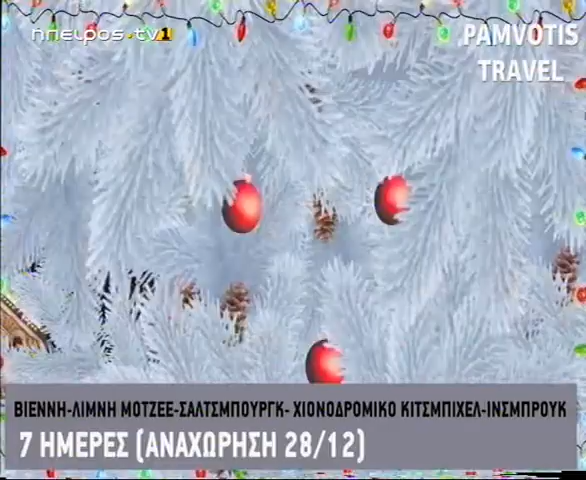 ηπειρος.tv1
PAMVOTIS
TRAVEL
ΒΙΕΝΝΗ-ΛΙΜΝΗ ΜΟΤΖΕΕ-ΣΑΛΤΣΜΠΟΥΡΓΚ- ΧΙΟΝΟΔΡΟΜΙΚΟ ΚΙΤΣΜΠΙΧΕΛ-ΙΝΣΜΠΡΟΥΚ
7 ΗΜΕΡΕΣ (ΑΝΑΧΩΡΗΣΗ 28/12)